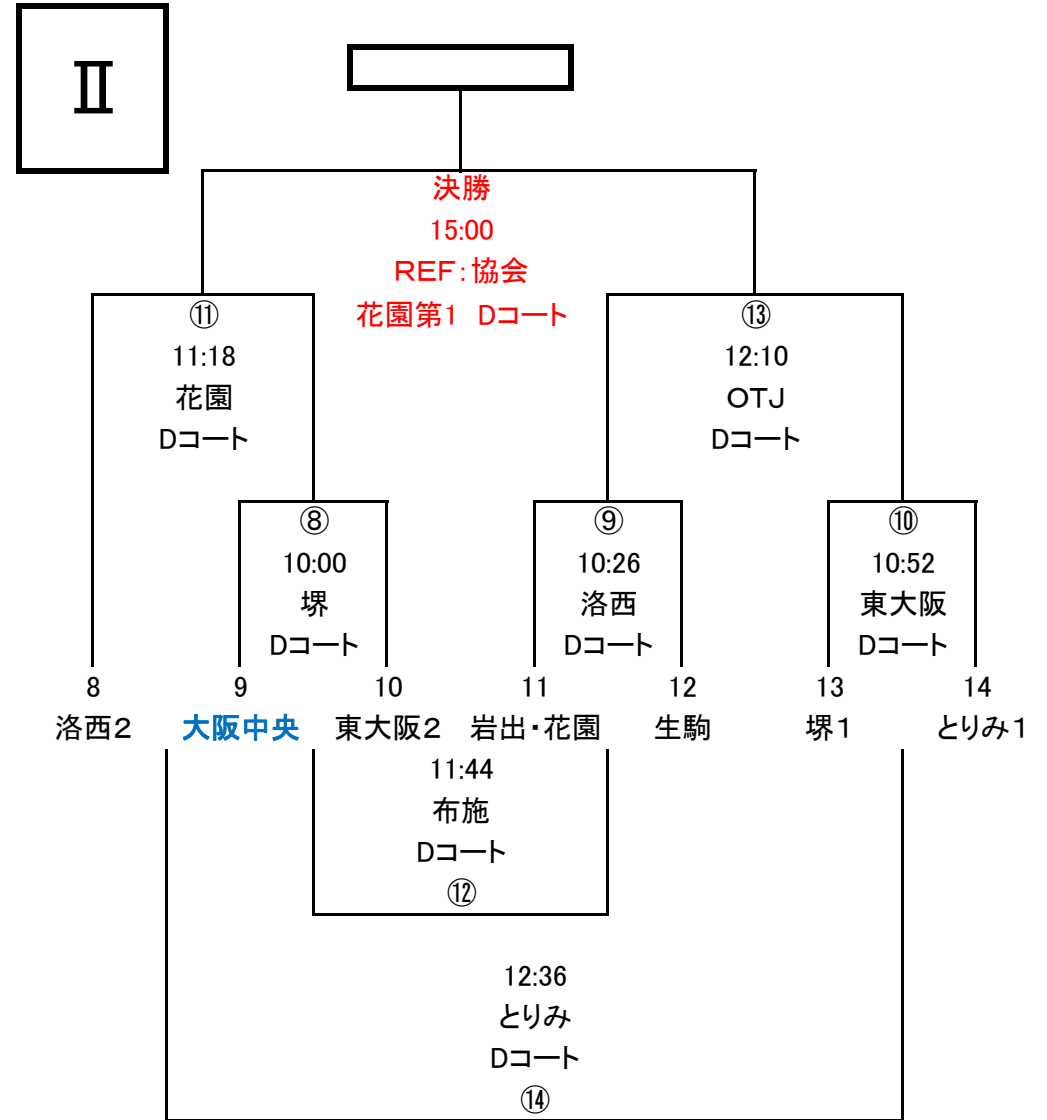 Ⅱ
決勝
15:00
REF:協会
花園第1 Dコート
⑪
11:18
花園
Dコート
⑬
12:10
OTJ
Dコート
⑧
10:00
堺
Dコート
⑨
10:26
洛西
Dコート
⑩
10:52
東大阪
Dコート
8 9 10 11 12 13 14
洛西2 大阪中央 東大阪2 岩出・花園 生駒 堺1 とりみ1
11:44
布施
Dコート
⑫
12:36
とりみ
Dコート
⑭